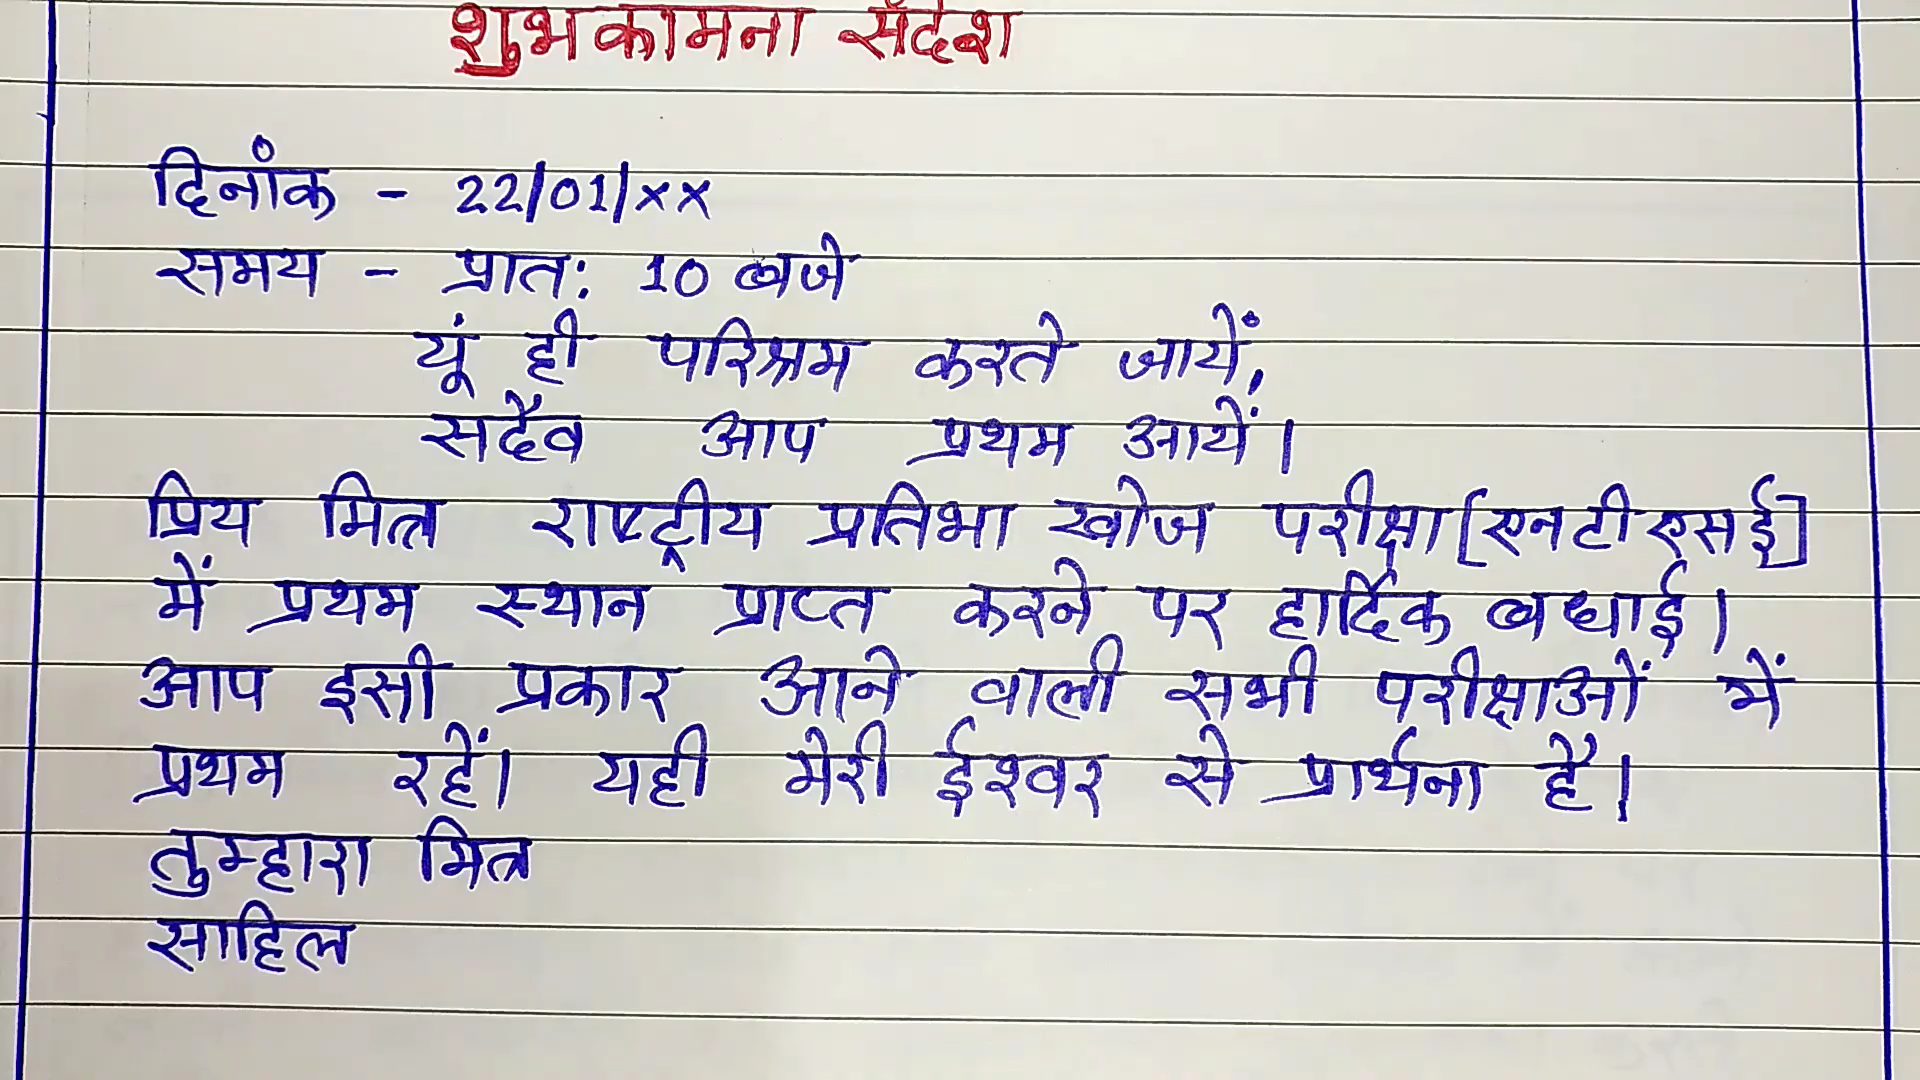 शुभकामना संदेश
दिनांक - 22/01/××
समय - प्रात: 10 बजे
यूं ही परिश्रम करते जायें,
सदैव आप प्रथम आयें।
प्रिय मित्र राष्ट्रीय प्रतिभा खोज परीक्षा [एनटीएसई]
में प्रथम स्थान प्राप्त करने पर हार्दिक बधाई।
आप इसी प्रकार आने वाली सभी परीक्षाओं में
प्रथम रहें। यही मेरी ईश्वर से प्रार्थना है।
तुम्हारा मित्र
साहिल